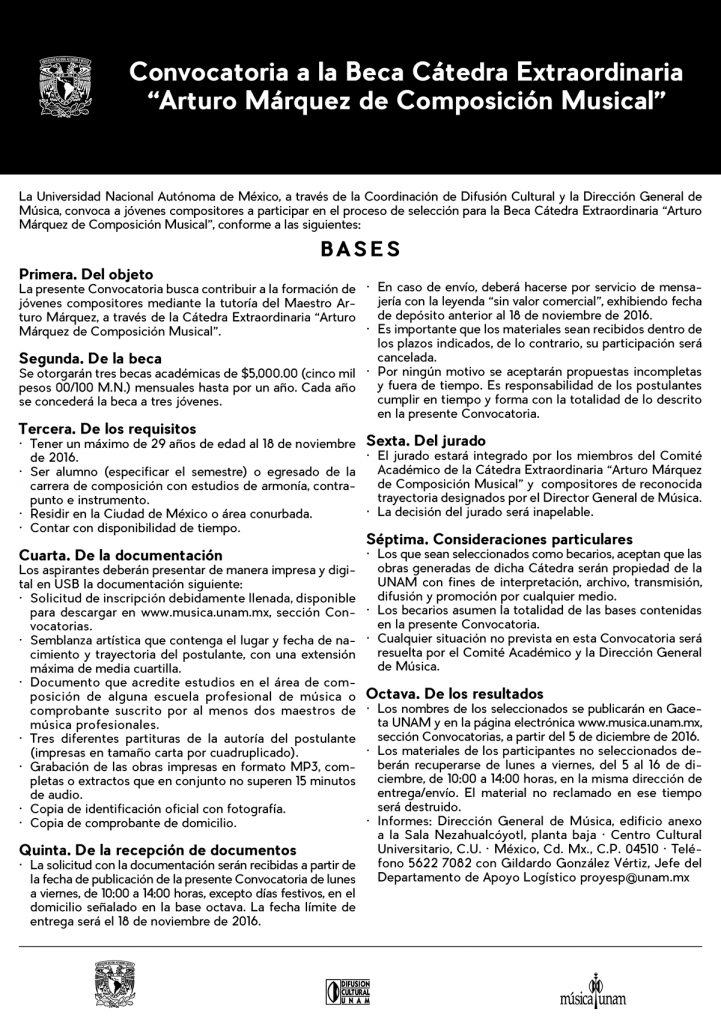 Convocatoria a la Beca Cátedra Extraordinaria
“Arturo Márquez de Composición Musical”
La Universidad Nacional Autónoma de México, a través de la Coordinación de Difusión Cultural y la Dirección General de
Música, convoca a jóvenes compositores a participar en el proceso de selección para la Beca Cátedra Extraordinaria “Arturo
Márquez de Composición Musical”, conforme a las siguientes:
BASES
Primera. Del objeto
La presente Convocatoria busca contribuir a la formación de
jóvenes compositores mediante la tutoría del Maestro Ar-
turo Márquez, a través de la Cátedra Extraordinaria “Arturo
Márquez de Composición Musical”.
Segunda. De la beca
Se otorgarán tres becas académicas de $5,000.00 (cinco mil
pesos 00/100 M.N.) mensuales hasta por un año. Cada año
se concederá la beca a tres jóvenes.
Tercera. De los requisitos
· Tener un máximo de 29 años de edad al 18 de noviembre
de 2016.
· Ser alumno (especificar el semestre) o egresado de la
carrera de composición con estudios de armonía, contra-
punto e instrumento.
· Residir en la Ciudad de México o área conurbada.
· Contar con disponibilidad de tiempo.
Cuarta. De la documentación
Los aspirantes deberán presentar de manera impresa y digi-
tal en USB la documentación siguiente:
· Solicitud de inscripción debidamente llenada, disponible
para descargar en www.musica.unam.mx, sección Con-
vocatorias.
· Semblanza artística que contenga el lugar y fecha de na-
cimiento y trayectoria del postulante, con una extensión
máxima de media cuartilla.
· Documento que acredite estudios en el área de com-
posición de alguna escuela profesional de música o
comprobante suscrito por al menos dos maestros de
música profesionales.
· Tres diferentes partituras de la autoría del postulante
(impresas en tamaño carta por cuadruplicado).
· Grabación de las obras impresas en formato MP3, com-
pletas o extractos que en conjunto no superen 15 minutos
de audio.
· Copia de identificación oficial con fotografía.
· Copia de comprobante de domicilio.
Quinta. De la recepción de documentos
· La solicitud con la documentación serán recibidas a partir de
la fecha de publicación de la presente Convocatoria de lunes
a viernes, de 10:00 a 14:00 horas, excepto días festivos, en el
domicilio señalado en la base octava. La fecha límite de
entrega será el 18 de noviembre de 2016.
· En caso de envío, deberá hacerse por servicio de mensa-
jería con la leyenda “sin valor comercial”, exhibiendo fecha
de depósito anterior al 18 de noviembre de 2016.
· Es importante que los materiales sean recibidos dentro de
los plazos indicados, de lo contrario, su participación será
cancelada.
· Por ningún motivo se aceptarán propuestas incompletas
y fuera de tiempo. Es responsabilidad de los postulantes
cumplir en tiempo y forma con la totalidad de lo descrito
en la presente Convocatoria.
Sexta. Del jurado
· El jurado estará integrado por los miembros del Comité
Académico de la Cátedra Extraordinaria “Arturo Márquez
de Composición Musical” y compositores de reconocida
trayectoria designados por el Director General de Música.
· La decisión del jurado será inapelable.
Séptima. Consideraciones particulares
· Los que sean seleccionados como becarios, aceptan que las
obras generadas de dicha Cátedra serán propiedad de la
UNAM con fines de interpretación, archivo, transmisión,
difusión y promoción por cualquier medio.
· Los becarios asumen la totalidad de las bases contenidas
en la presente Convocatoria.
· Cualquier situación no prevista en esta Convocatoria será
resuelta por el Comité Académico y la Dirección General
de Música.
Octava. De los resultados
· Los nombres de los seleccionados se publicarán en Gace-
ta UNAM y en la página electrónica www.musica.unam.mx,
sección Convocatorias, a partir del 5 de diciembre de 2016.
· Los materiales de los participantes no seleccionados de-
berán recuperarse de lunes a viernes, del 5 al 16 de di-
ciembre, de 10:00 a 14:00 horas, en la misma dirección de
entrega/envío. El material no reclamado en ese tiempo
será destruido.
· Informes: Dirección General de Música, edificio anexo
a la Sala Nezahualcóyotl, planta baja · Centro Cultural
Universitario, C.U. · México, Cd. Mx., C.P. 04510 · Telé-
fono 5622 7082 con Gildardo González Vértiz, Jefe del
Departamento de Apoyo Logístico proyesp@unam.mx
DIFUSIÓN
CULTURAL
UNAM
música unam